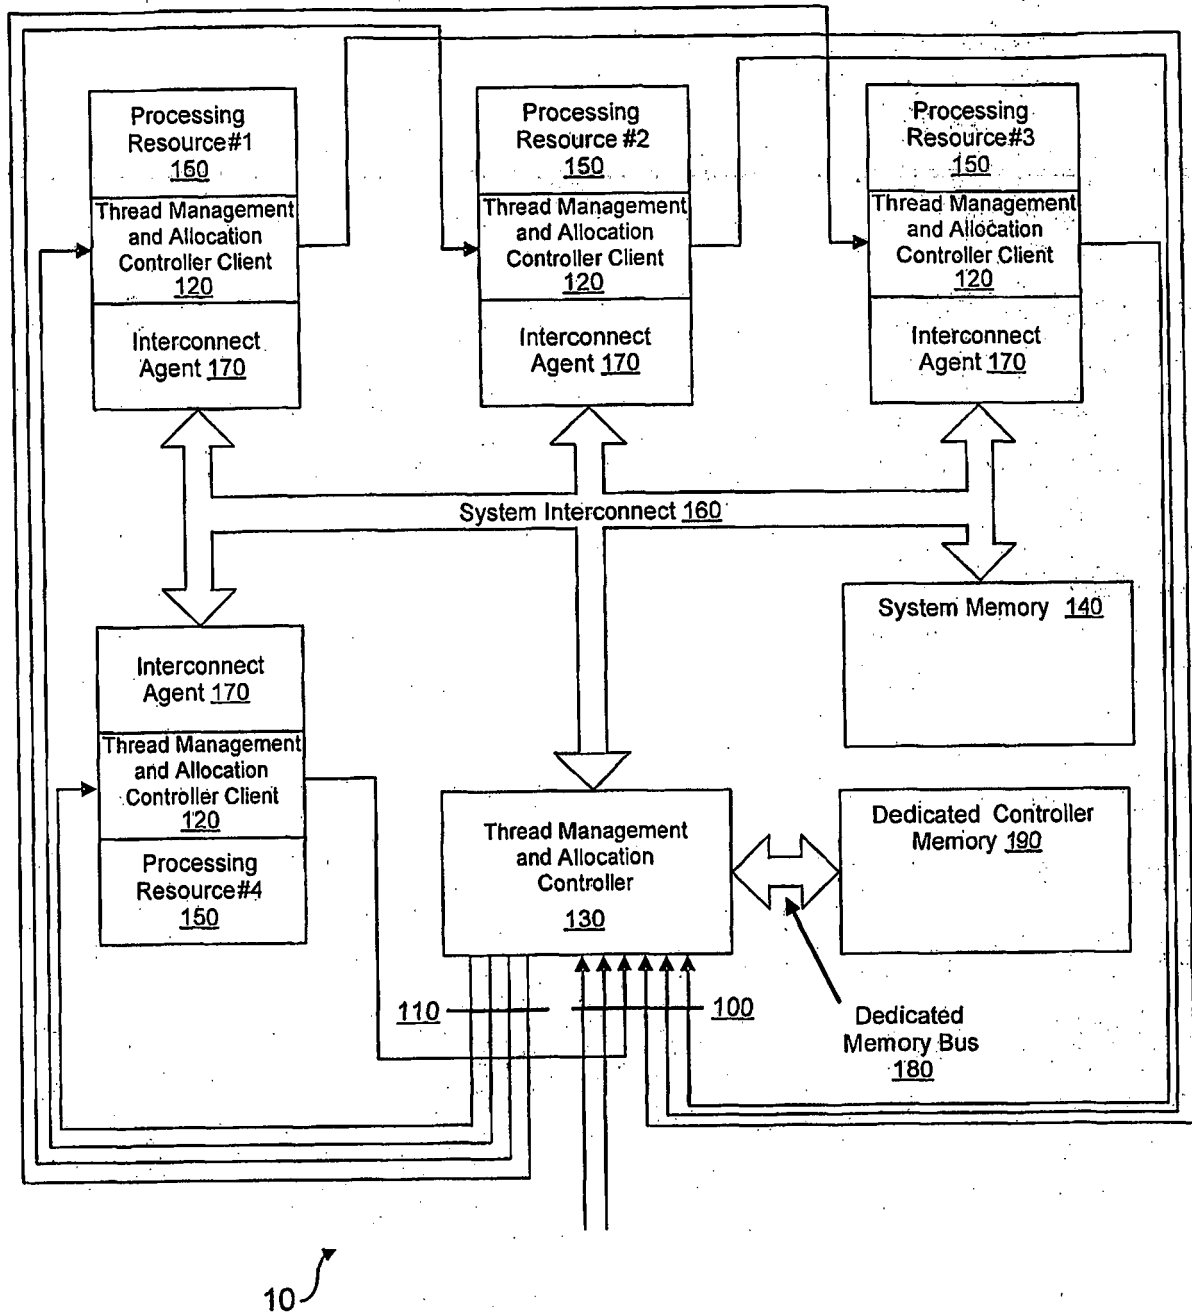 Processing
Resource#1
150
Thread Management
and Allocation
Controller Client
120
Interconnect
Agent 170
Processing
Resource #2
150
Thread Management
and Allocation
Controller Client
120
Interconnect
Agent 170
Processing
Resource#3
150
Thread Management
and Allocation
Controller Client
120
Interconnect
Agent 170
System Interconnect 160
Interconnect
Agent 170
Thread Management
and Allocation
Controller Client
120
Processing
Resource#4
150
Thread Management
and Allocation
Controller
130
System Memory 140
Dedicated Controller
Memory 190
110
100
Dedicated
Memory Bus
180
10